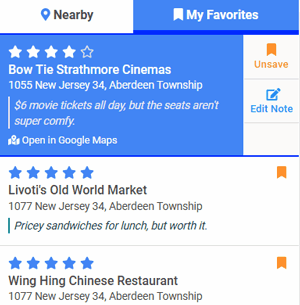 Nearby
My Favorites
Bow Tie Strathmore Cinemas
1055 New Jersey 34, Aberdeen Township
$6 movie tickets all day, but the seats aren't
super comfy.
Open in Google Maps
Unsave
Edit Note
Livoti's Old World Market
1077 New Jersey 34, Aberdeen Township
Pricey sandwiches for lunch, but worth it.
Wing Hing Chinese Restaurant
1077 New Jersey 34, Aberdeen Township